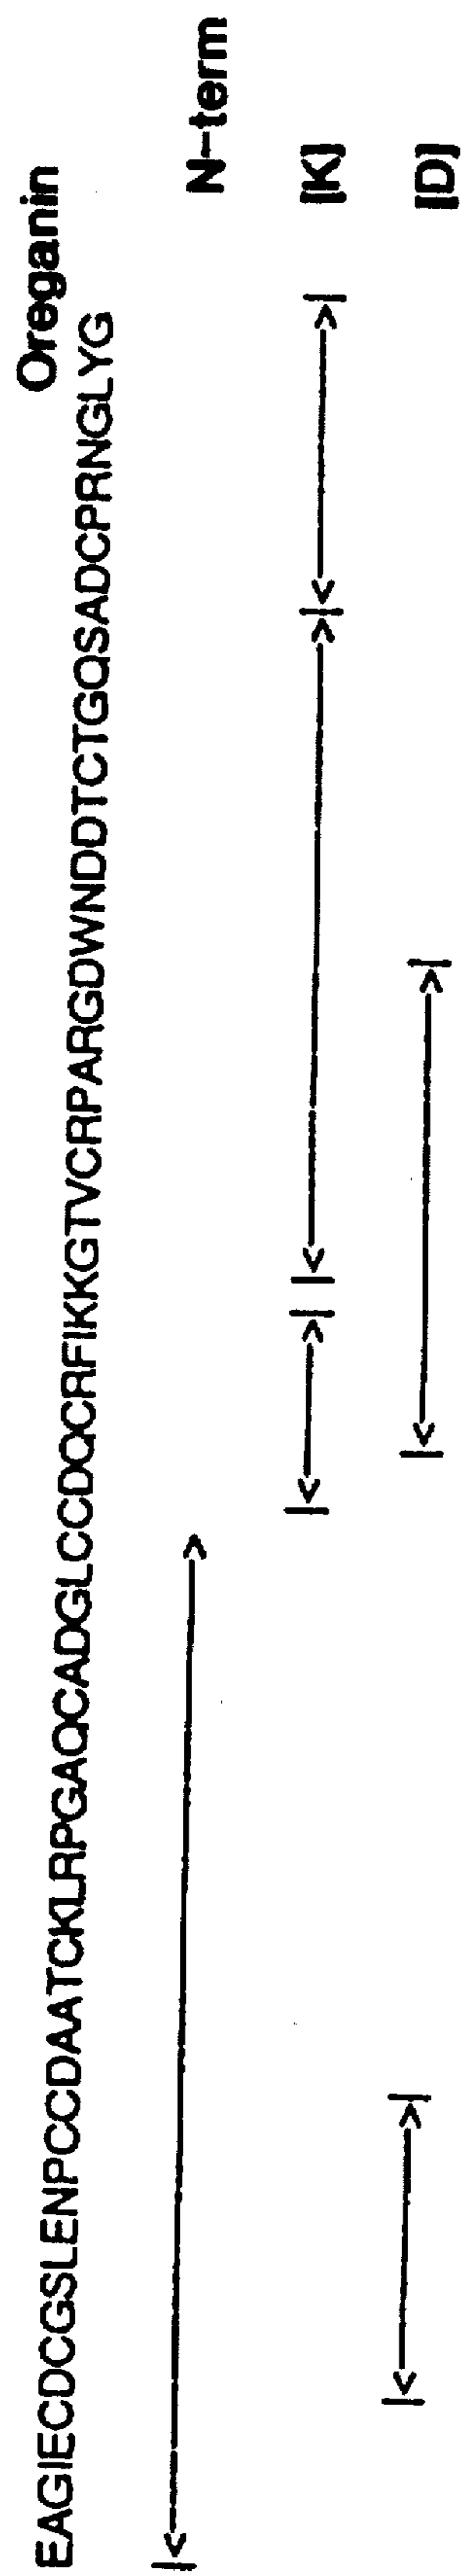 Oreganin
EAGIECDCGSLENPCCDAATCKLRPGAQCADGLCCDQCRFIKKGTVCRPARGDWNDDTCTGQSADCPRNGLYG
N-term
[K]
[D]